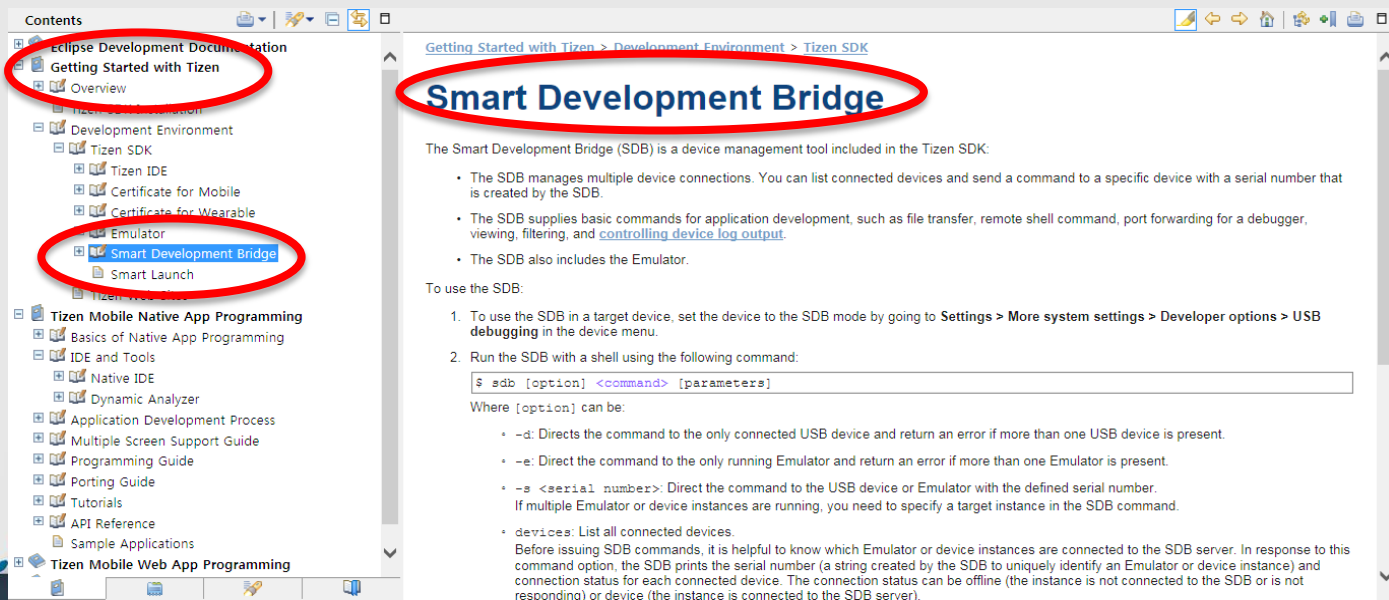 Contents
Eclipse Development Documentation
Getting Started with Tizen
Overview
Tizen SDK Installation
Development Environment
Tizen SDK
Tizen IDE
Certificate for Mobile
Certificate for Wearable
Emulator
Smart Development Bridge
Smart Launch
Tizen Web Sites
Tizen Mobile Native App Programming
Basics of Native App Programming
IDE and Tools
Native IDE
Dynamic Analyzer
Application Development Process
Multiple Screen Support Guide
Programming Guide
Porting Guide
Tutorials
API Reference
Sample Applications
Tizen Mobile Web App Programming
Getting Started with Tizen > Development Environment > Tizen SDK
Smart Development Bridge
The Smart Development Bridge (SDB) is a device management tool included in the Tizen SDK:
• The SDB manages multiple device connections. You can list connected devices and send a command to a specific device with a serial number that
is created by the SDB.
• The SDB supplies basic commands for application development, such as file transfer, remote shell command, port forwarding for a debugger,
viewing, filtering, and controlling device log output.
• The SDB also includes the Emulator.
To use the SDB:
1. To use the SDB in a target device, set the device to the SDB mode by going to Settings > More system settings > Developer options > USB
debugging in the device menu.
2. Run the SDB with a shell using the following command:
$ sdb [option] <command> [parameters]
Where [option] can be:
◦ -d: Directs the command to the only connected USB device and return an error if more than one USB device is present.
◦ -e: Direct the command to the only running Emulator and return an error if more than one Emulator is present.
◦ -s <serial number>: Direct the command to the USB device or Emulator with the defined serial number.
If multiple Emulator or device instances are running, you need to specify a target instance in the SDB command.
◦ devices: List all connected devices.
Before issuing SDB commands, it is helpful to know which Emulator or device instances are connected to the SDB server. In response to this
command option, the SDB prints the serial number (a string created by the SDB to uniquely identify an Emulator or device instance) and
connection status for each connected device. The connection status can be offline (the instance is not connected to the SDB or is not
responding) or device (the instance is connected to the SDB server).